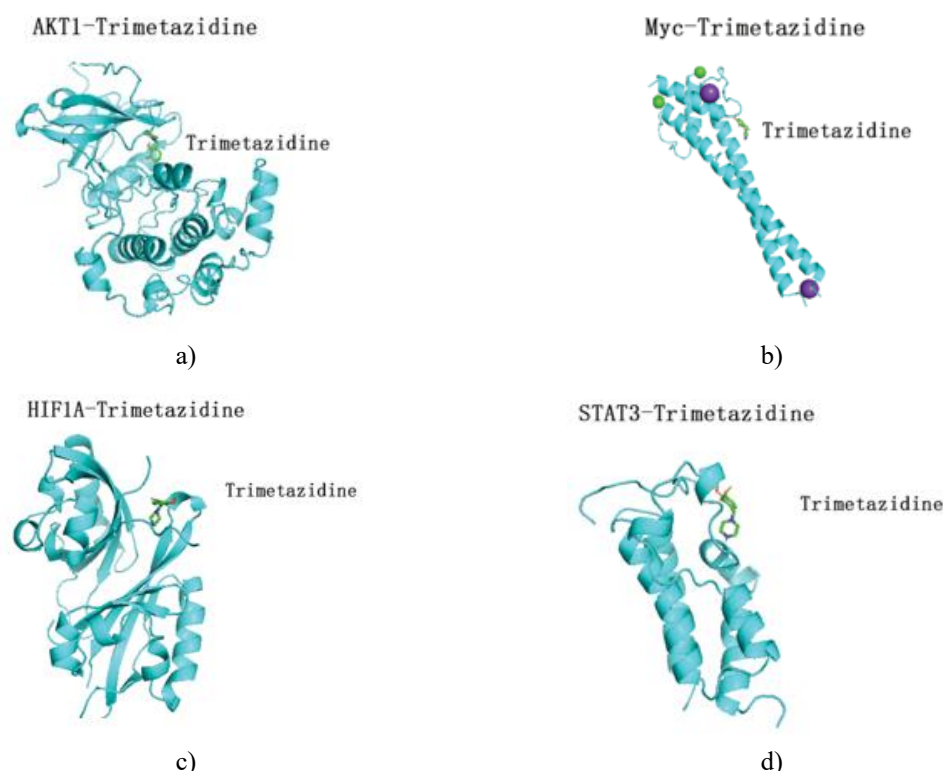 AKT1-Trimetazidine
Trimetazidine
a)
Myc-Trimetazidine
Trimetazidine
b)
HIF1A-Trimetazidine
Trimetazidine
c)
STAT3-Trimetazidine
Trimetazidine
d)